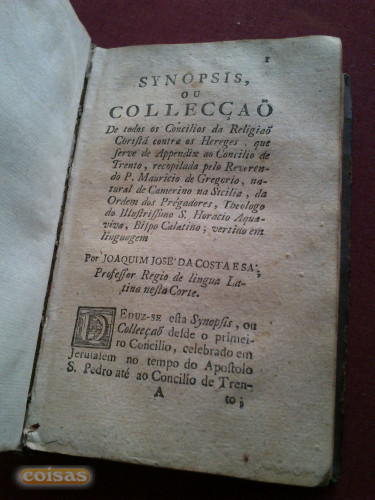 1
SYNOPSIS,
OU
COLLECÇAÕ
De todos os Concilios da Religiaõ
Christã contra os Hereges, que
serve de Appendix ao Concilio de
Trento, recopilada pelo Reveren-
do P. Mauricio de Gregorio, na-
tural de Camerino na Sicilia, da
Ordem dos Prégadores, Theologo
do Illustrissimo S. Horacio Aqua-
viva, Bispo Calatino; vertido em
linguagem
Por JOAQUIM JOSÉ DA COSTA E SA;
Professor Regio de lingua La-
tina nesta Corte.
DEDUZ-SE esta Synopsis, ou
Collecçaõ desde o primei-
ro Concilio, celebrado em
Jerusalem no tempo do Apostolo
S. Pedro até ao Concilio de Tren-
A to;
coisas